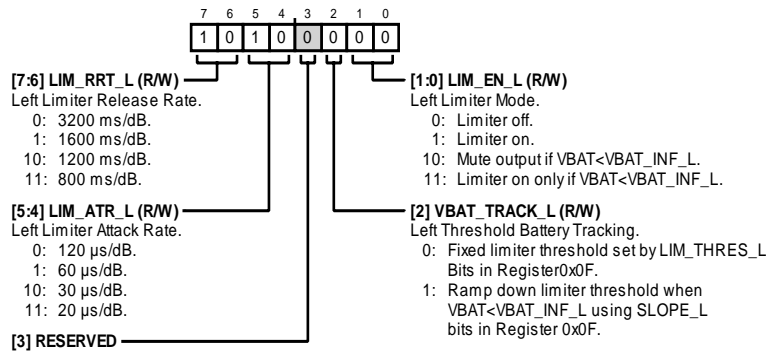 7 6 5 4 3 2 1 0
1 0 1 0 0 0 0 0
[7:6] LIM_RRT_L (R/W)
Left Limiter Release Rate.
0: 3200 ms/dB.
1: 1600 ms/dB.
10: 1200 ms/dB.
11: 800 ms/dB.
[5:4] LIM_ATR_L (R/W)
Left Limiter Attack Rate.
0: 120 µs/dB.
1: 60 µs/dB.
10: 30 µs/dB.
11: 20 µs/dB.
[3] RESERVED
[1:0] LIM_EN_L (R/W)
Left Limiter Mode.
0: Limiter off.
1: Limiter on.
10: Mute output if VBAT<VBAT_INF_L.
11: Limiter on only if VBAT<VBAT_INF_L.
[2] VBAT_TRACK_L (R/W)
Left Threshold Battery Tracking.
0: Fixed limiter threshold set by LIM_THRES_L
Bits in Register0x0F.
1: Ramp down limiter threshold when
VBAT<VBAT_INF_L using SLOPE_L
bits in Register 0x0F.